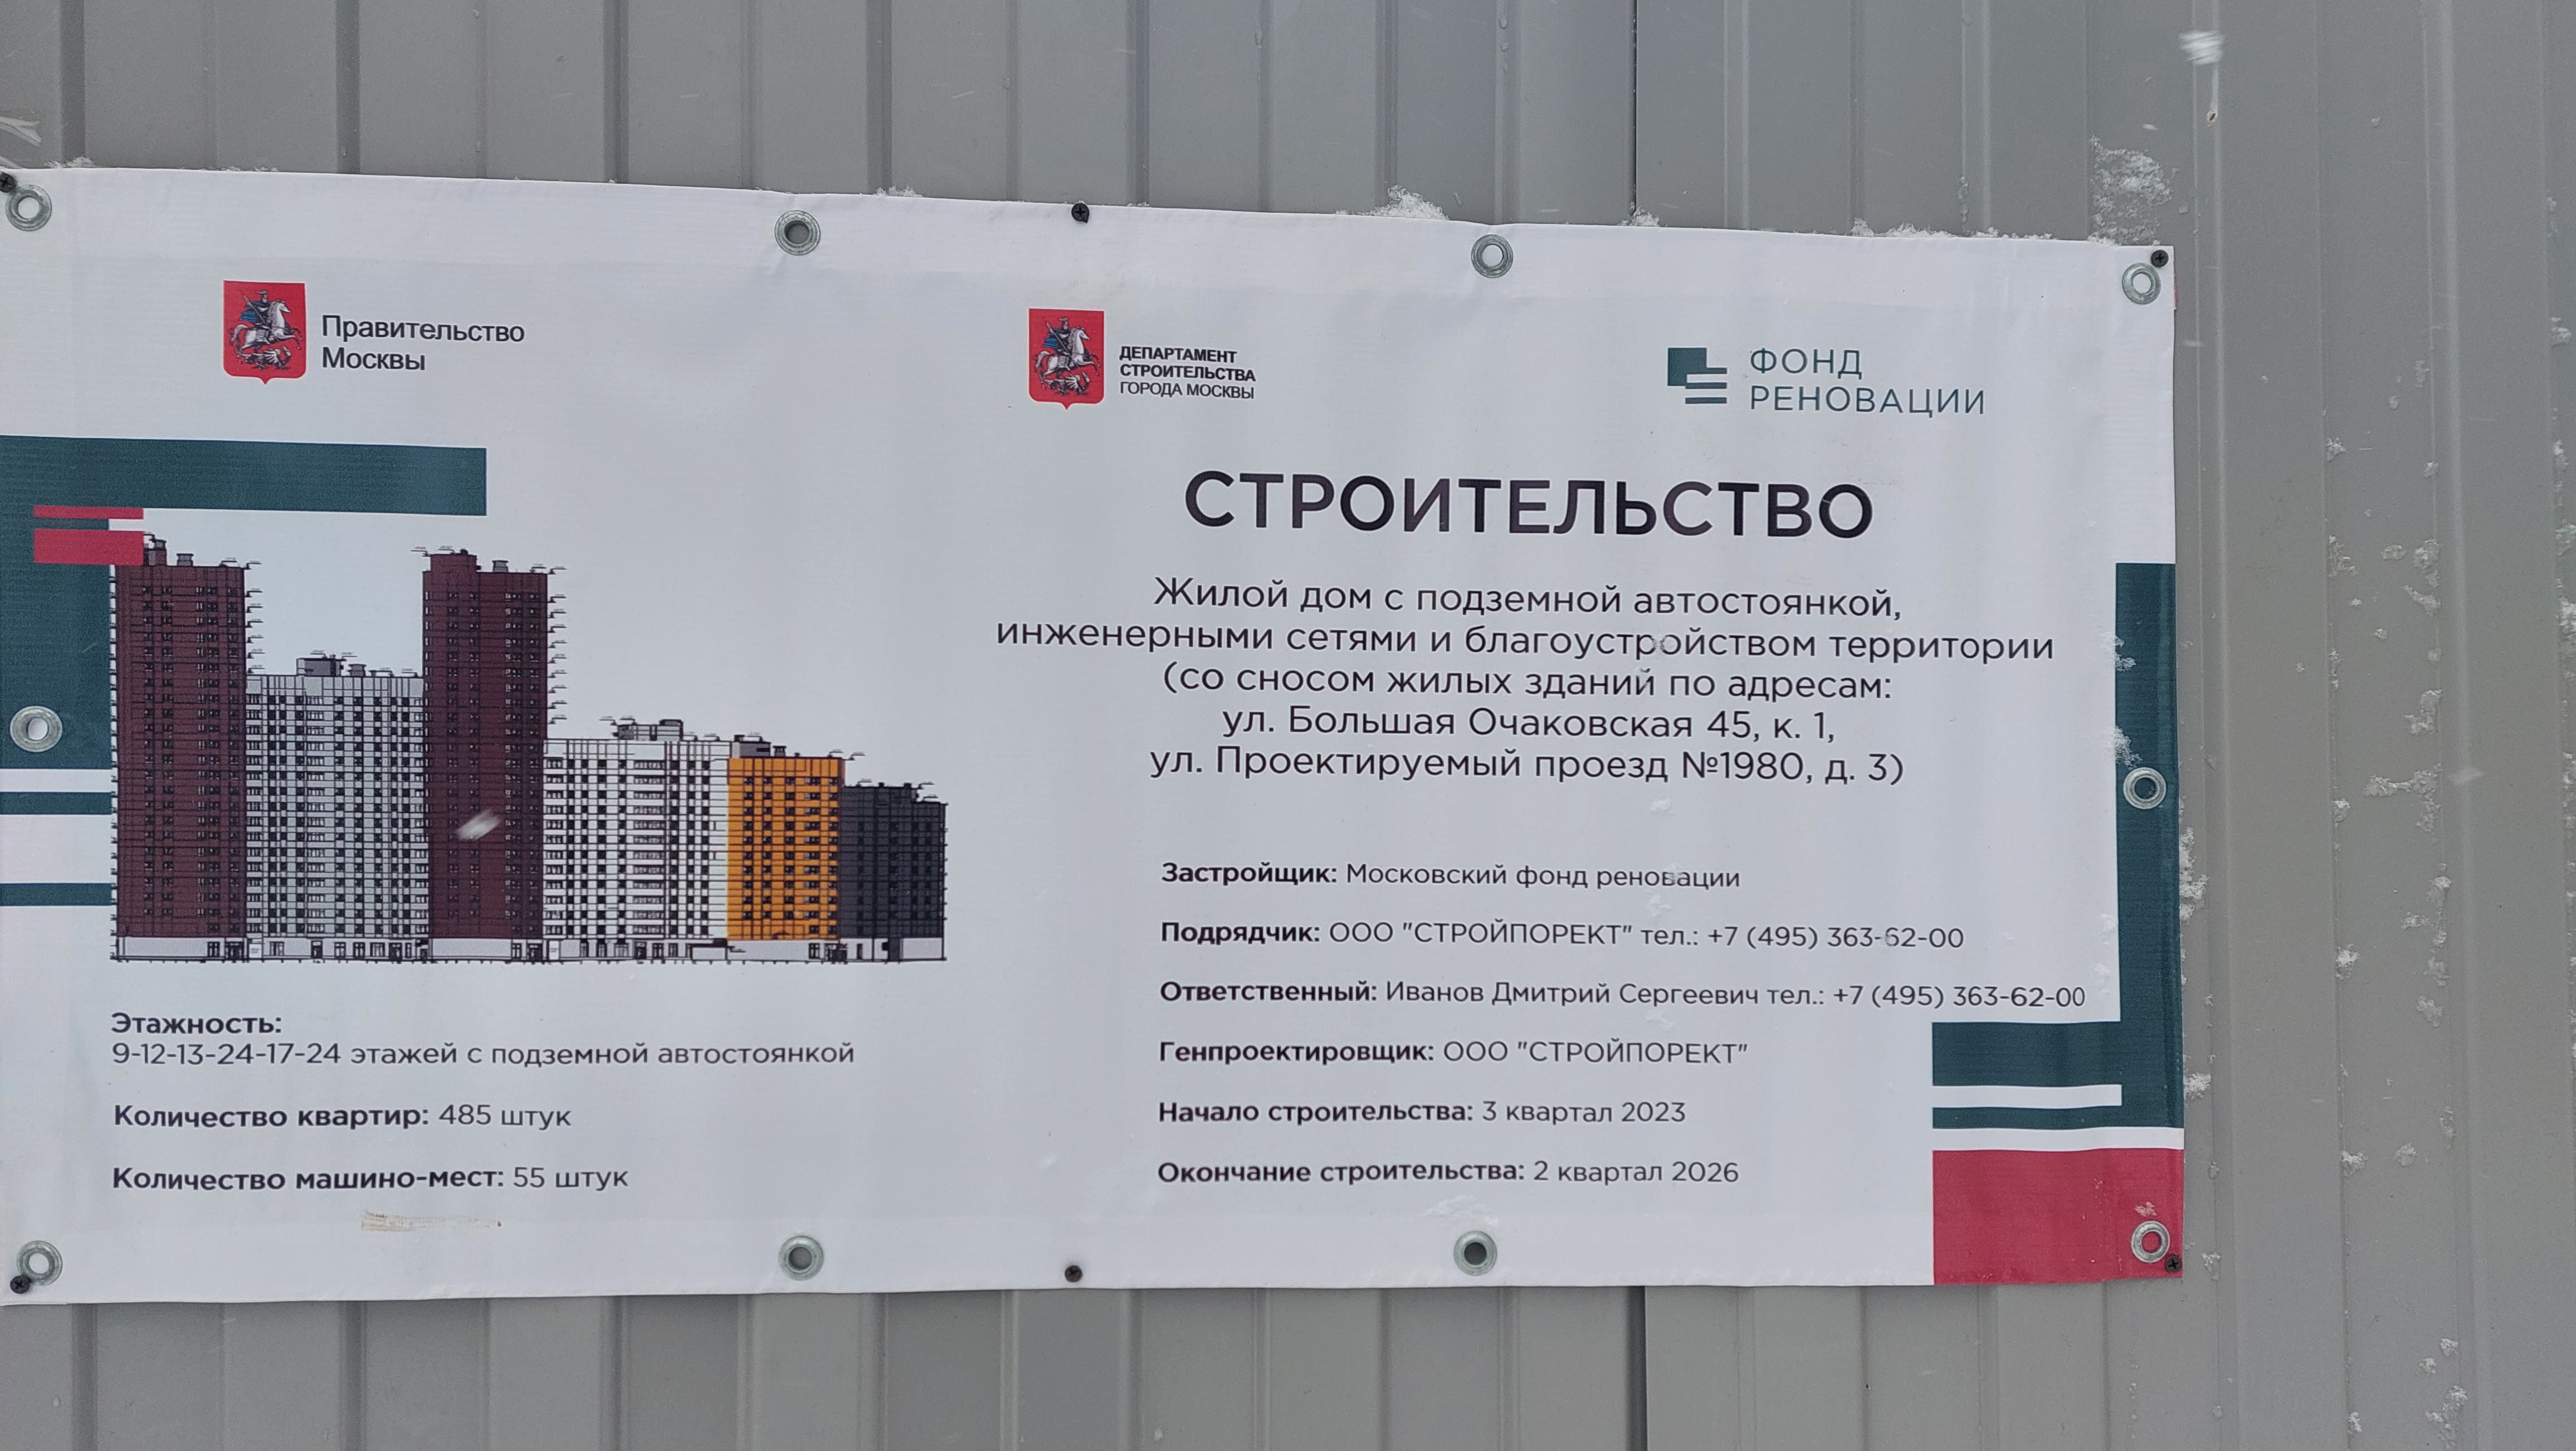 Правительство
Москвы
ДЕПАРТАМЕНТ
СТРОИТЕЛЬСТВА
ГОРОДА МОСКВЫ
ФОНД
РЕНОВАЦИИ
СТРОИТЕЛЬСТВО
Жилой дом с подземной автостоянкой,
инженерными сетями и благоустройством территории
(со сносом жилых зданий по адресам:
ул. Большая Очаковская 45, к. 1,
ул. Проектируемый проезд №1980, д. 3)
Застройщик: Московский фонд реновации
Подрядчик: ООО "СТРОЙПОРЕКТ" тел.: +7 (495) 363-62-00
Ответственный: Иванов Дмитрий Сергеевич тел.: +7 (495) 363-62-00
Генпроектировщик: ООО "СТРОЙПОРЕКТ"
Начало строительства: 3 квартал 2023
Окончание строительства: 2 квартал 2026
Этажность:
9-12-13-24-17-24 этажей с подземной автостоянкой
Количество квартир: 485 штук
Количество машино-мест: 55 штук